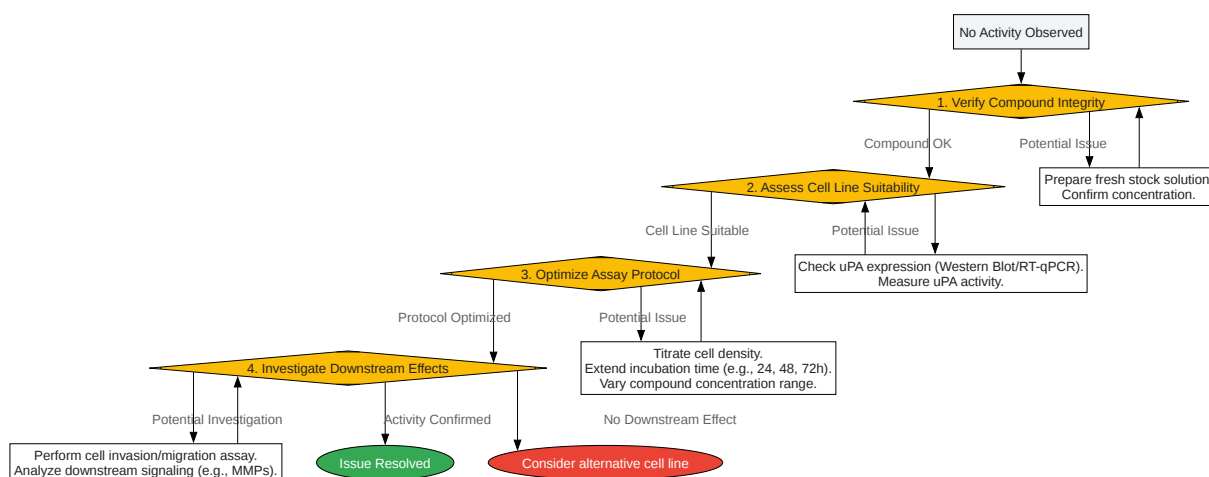 No Activity Observed
1. Verify Compound Integrity
Compound OK
Potential Issue
Prepare fresh stock solution
Confirm concentration.
2. Assess Cell Line Suitability
Cell Line Suitable
Potential Issue
Check uPA expression (Western Blot/RT-qPCR).
Measure uPA activity.
3. Optimize Assay Protocol
Protocol Optimized
Potential Issue
Titrate cell density.
Extend incubation time (e.g., 24, 48, 72h).
Vary compound concentration range.
4. Investigate Downstream Effects
Potential Investigation
Activity Confirmed
No Downstream Effect
Perform cell invasion/migration assay.
Analyze downstream signaling (e.g., MMPs).
Issue Resolved
Consider alternative cell line